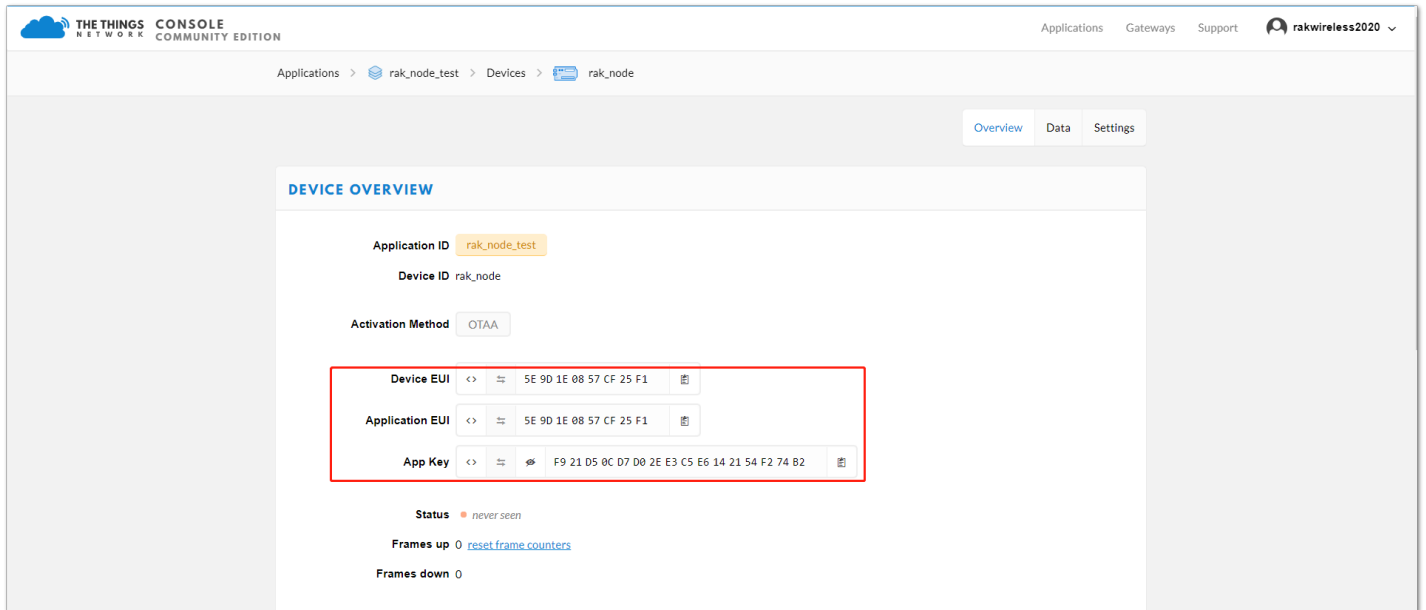 THE THINGS NETWORK CONSOLE COMMUNITY EDITION
Applications Gateways Support rakwireless2020
Applications > rak_node_test > Devices > rak_node
Overview Data Settings
DEVICE OVERVIEW
Application ID rak_node_test
Device ID rak_node
Activation Method OTAA
Device EUI <> 5E 9D 1E 08 57 CF 25 F1
Application EUI <> 5E 9D 1E 08 57 CF 25 F1
App Key <> F9 21 D5 0C D7 D0 2E E3 C5 E6 14 21 54 F2 74 B2
Status never seen
Frames up 0 reset frame counters
Frames down 0